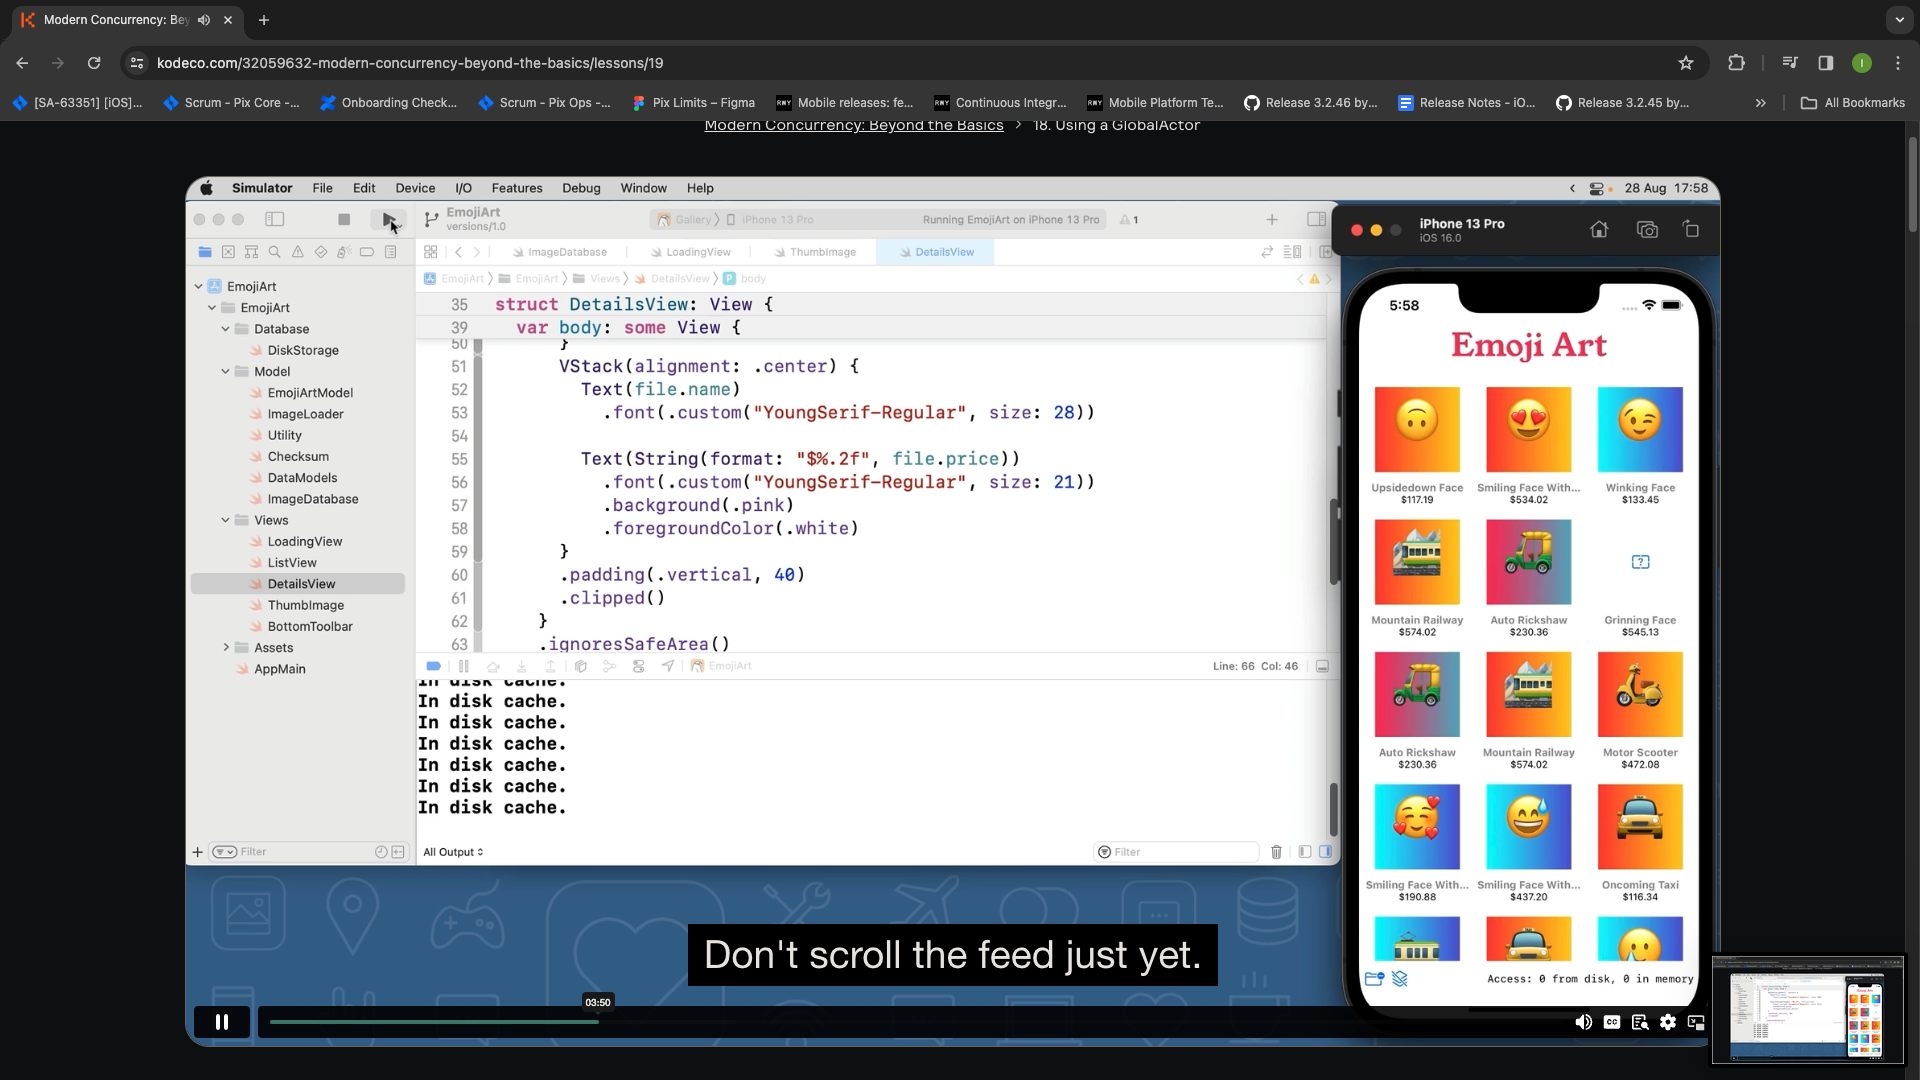 Modern Concurrency: Bey
kodeco.com/32059632-modern-concurrency-beyond-the-basics/lessons/19
[SA-63351] [iOS]...
Scrum - Pix Core -...
Onboarding Check...
Scrum - Pix Ops -...
Pix Limits – Figma
RWY
Mobile releases: fe...
RWY
Continuous Integr...
RWY
Mobile Platform Te...
Release 3.2.46 by...
Release Notes - iO...
Release 3.2.45 by...
»
All Bookmarks
Modern Concurrency: Beyond the Basics > 18. Using a GlobalActor
Simulator File Edit Device I/O Features Debug Window Help
28 Aug 17:58
EmojiArt
versions/1.0
Gallery
iPhone 13 Pro
Running EmojiArt on iPhone 13 Pro
1
ImageDatabase
LoadingView
ThumbImage
DetailsView
EmojiArt
EmojiArt
Views
DetailsView
body
EmojiArt
EmojiArt
Database
DiskStorage
Model
EmojiArtModel
ImageLoader
Utility
Checksum
DataModels
ImageDatabase
Views
LoadingView
ListView
DetailsView
ThumbImage
BottomToolbar
Assets
AppMain
Filter
35 struct DetailsView: View {
39 var body: some View {
50 }
51 VStack(alignment: .center) {
52 Text(file.name)
53 .font(.custom("YoungSerif-Regular", size: 28))
54
55 Text(String(format: "$%.2f", file.price))
56 .font(.custom("YoungSerif-Regular", size: 21))
57 .background(.pink)
58 .foregroundColor(.white)
59 }
60 .padding(.vertical, 40)
61 .clipped()
62 }
63 .ignoresSafeArea()
EmojiArt
Line: 66 Col: 46
In disk cache.
In disk cache.
In disk cache.
In disk cache.
In disk cache.
In disk cache.
In disk cache.
All Output
Filter
iPhone 13 Pro
iOS 16.0
5:58
Emoji Art
Upsidedown Face
$117.19
Smiling Face With...
$534.02
Winking Face
$133.45
Mountain Railway
$574.02
Auto Rickshaw
$230.36
Grinning Face
$545.13
Auto Rickshaw
$230.36
Mountain Railway
$574.02
Motor Scooter
$472.08
Smiling Face With...
$190.88
Smiling Face With...
$437.20
Oncoming Taxi
$116.34
Access: 0 from disk, 0 in memory
Don't scroll the feed just yet.
03:50
CC